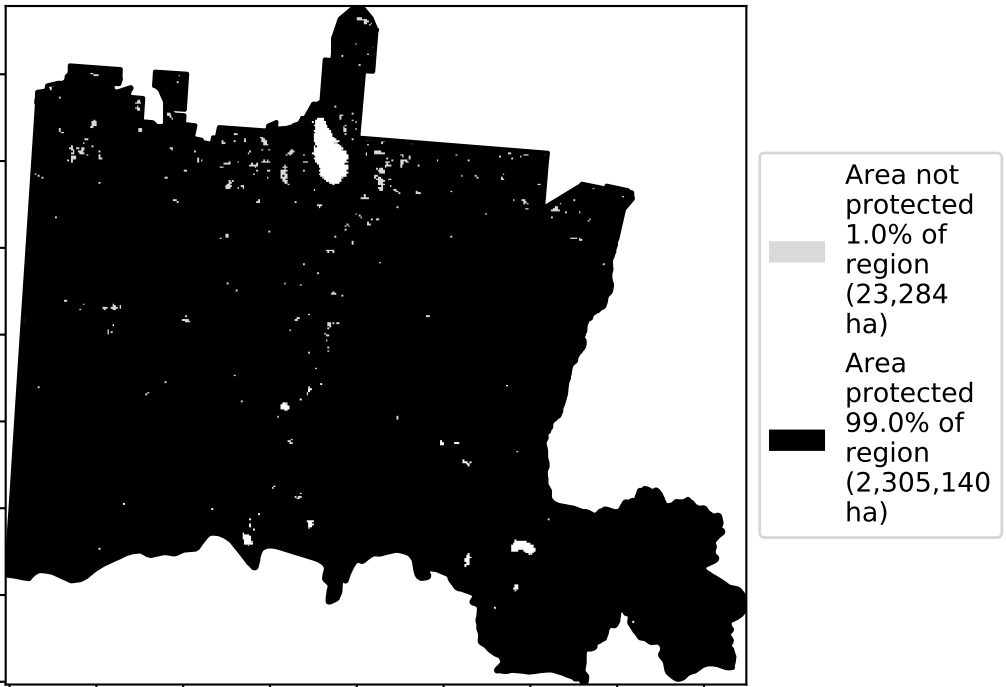 Area not
protected
1.0% of
region
(23,284
ha)
Area
protected
99.0% of
region
(2,305,140
ha)